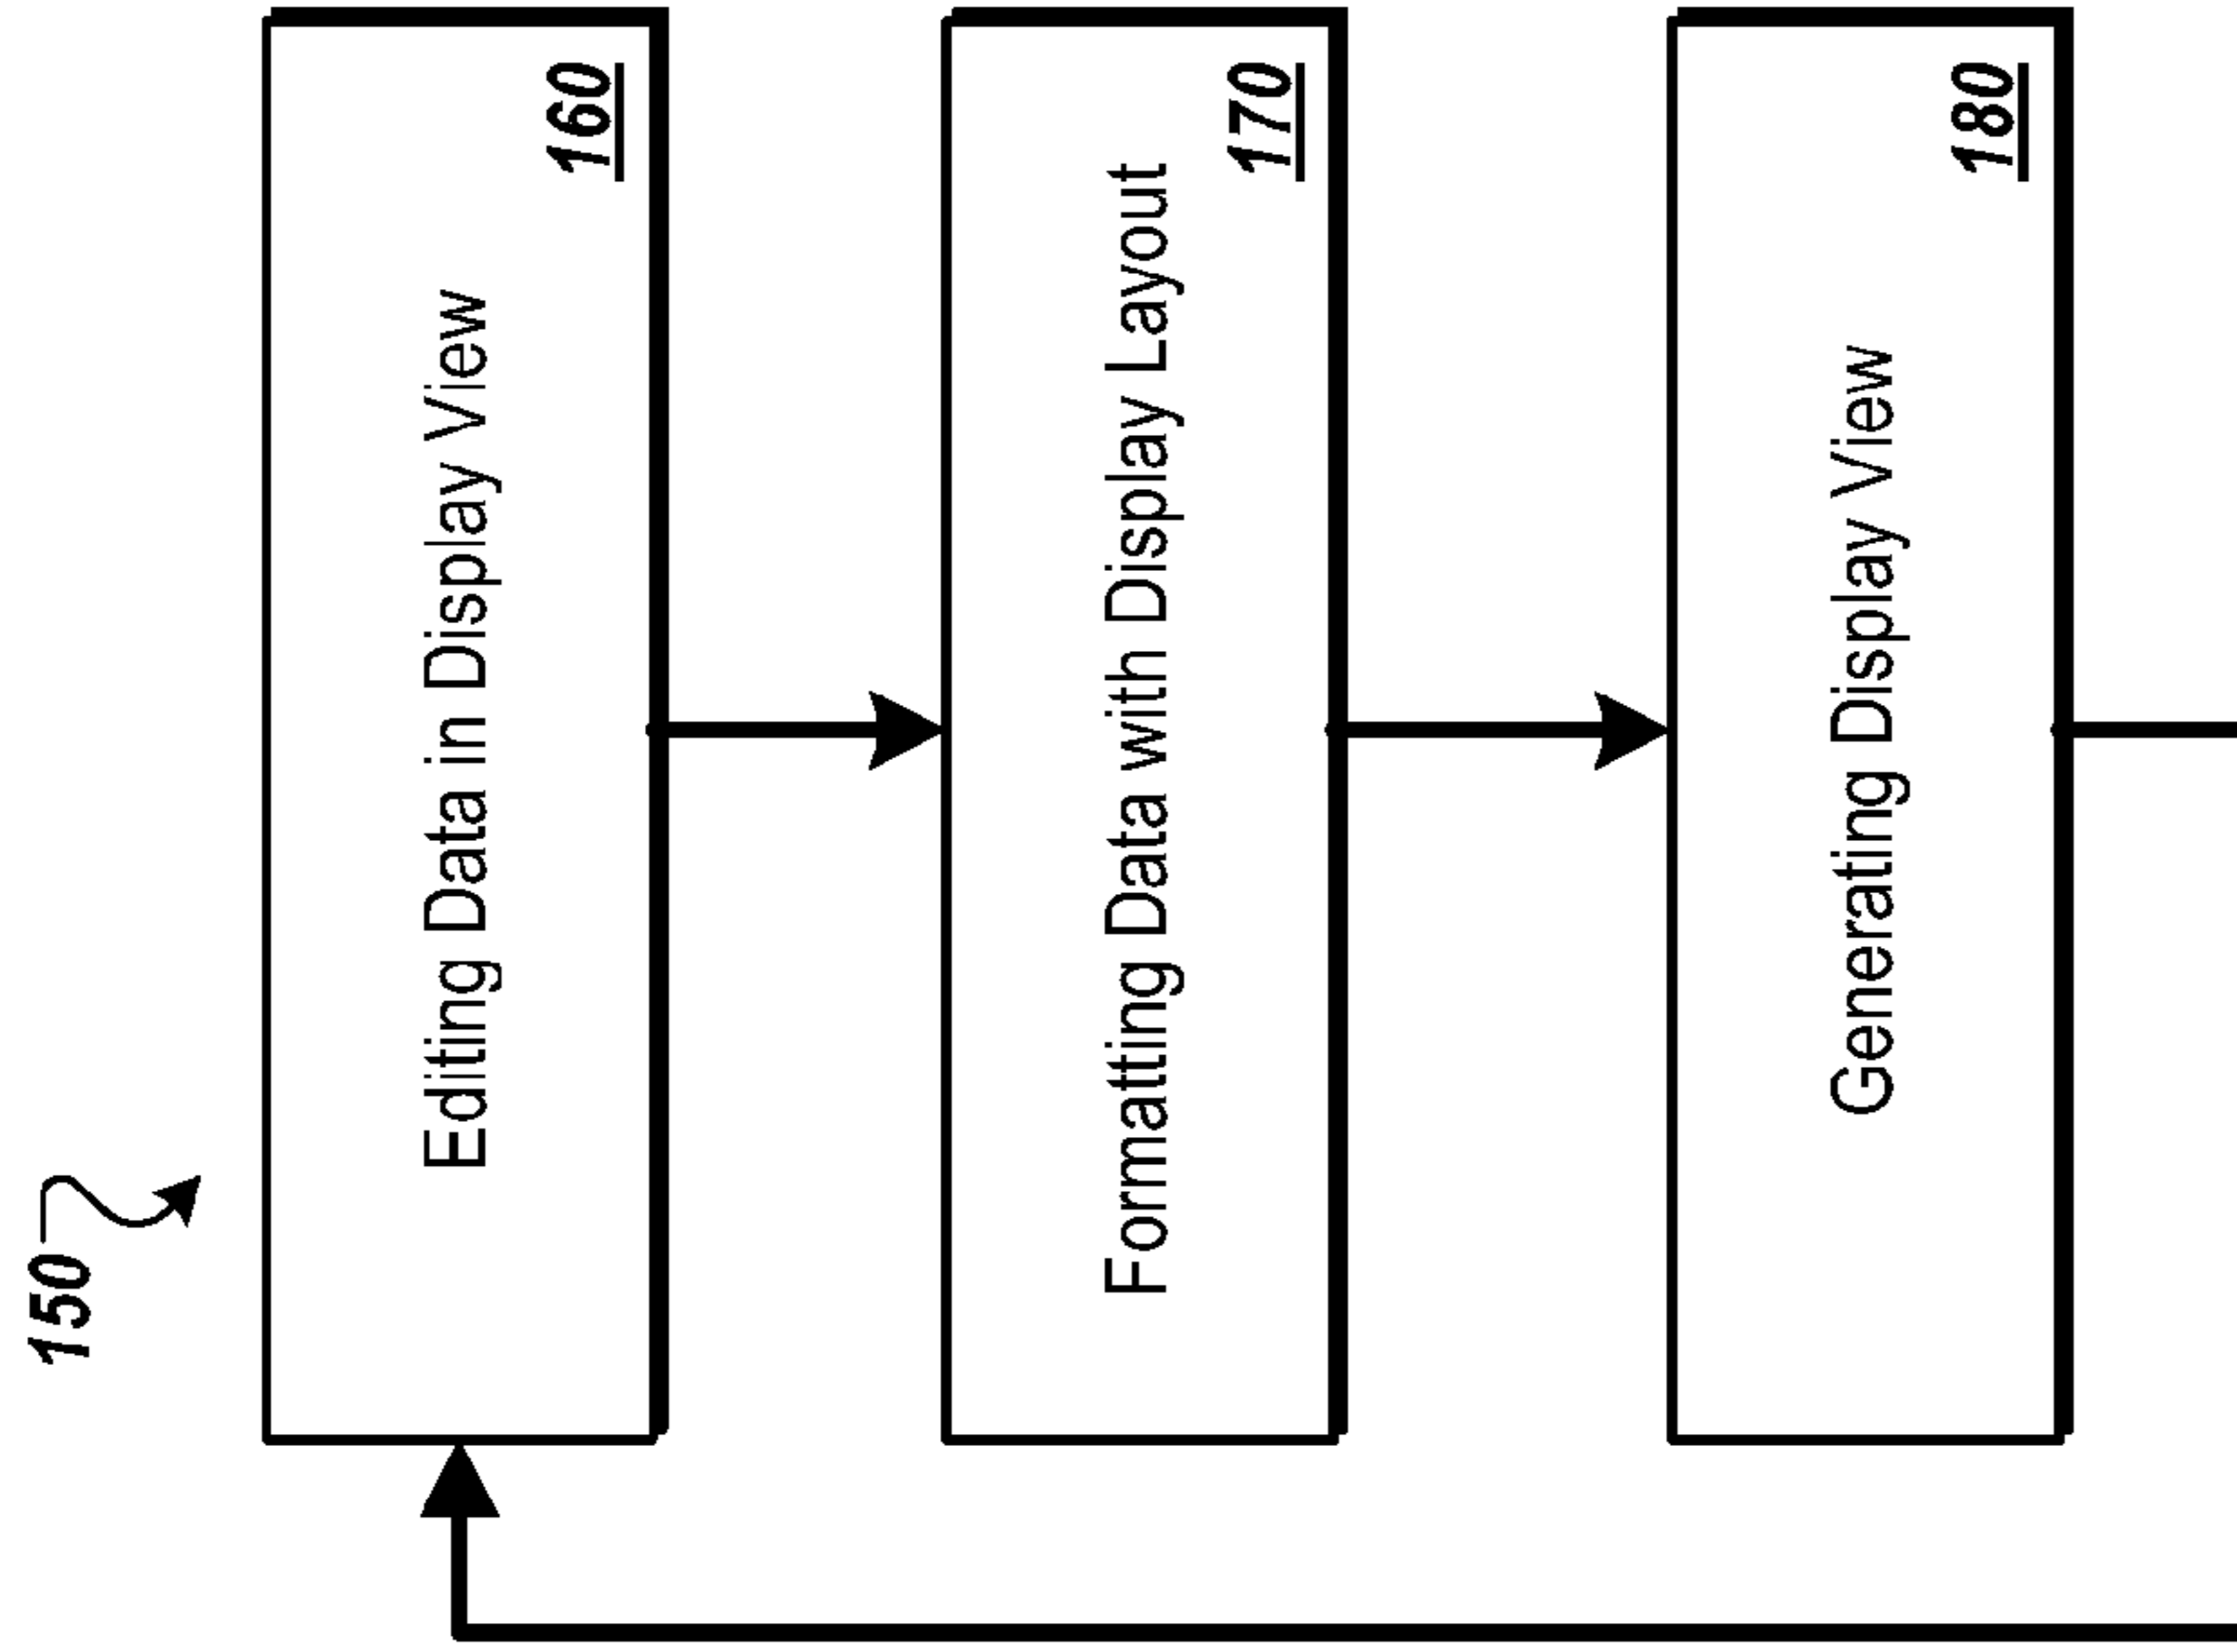 150
Editing Data in Display View
160
Formatting Data with Display Layout
170
Generating Display View
180